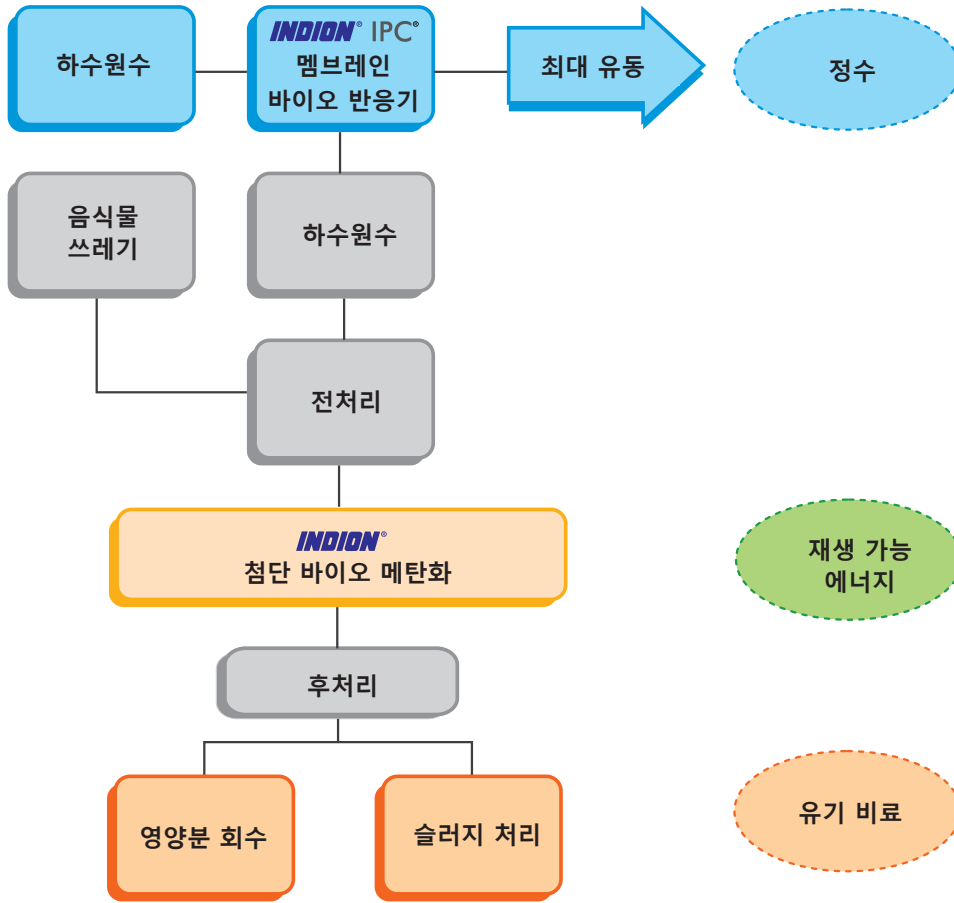 하수원수
INDION® IPC®
멤브레인
바이오 반응기
최대 유동
정수
음식물
쓰레기
하수원수
전처리
INDION®
첨단 바이오 메탄화
재생 가능
에너지
후처리
영양분 회수
슬러지 처리
유기 비료